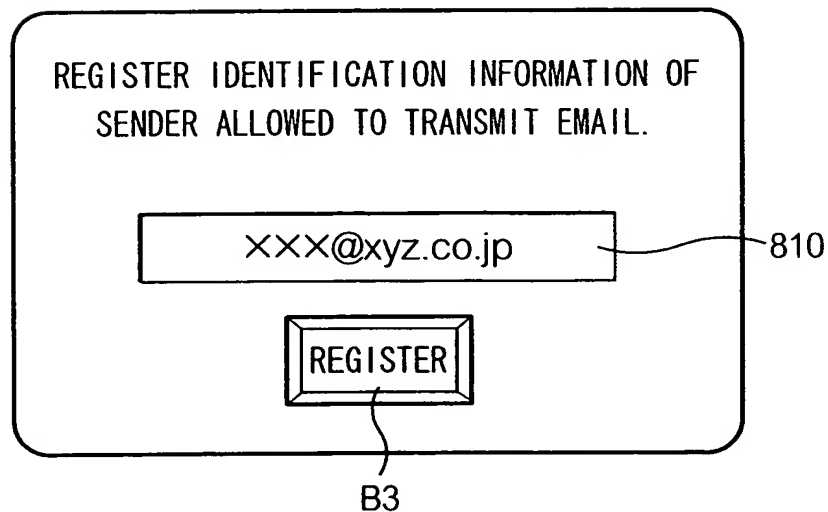 REGISTER IDENTIFICATION INFORMATION OF
SENDER ALLOWED TO TRANSMIT EMAIL.
×××@xyz.co.jp
810
REGISTER
B3